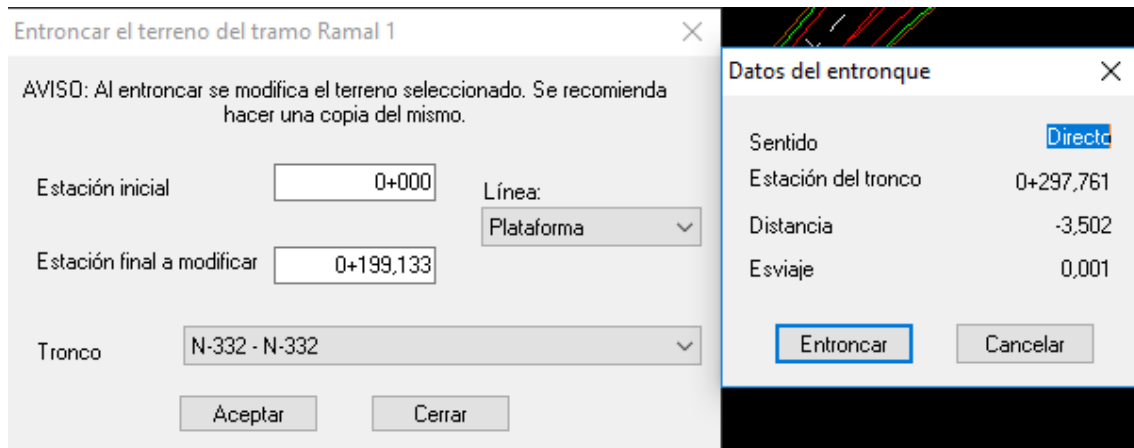 Entroncar el terreno del tramo Ramal 1
AVISO: Al entroncar se modifica el terreno seleccionado. Se recomienda
hacer una copia del mismo.
Estación inicial
0+000
Línea:
Plataforma
Estación final a modificar
0+199,133
Tronco
N-332 - N-332
Aceptar
Cerrar
Datos del entronque
Sentido
Directo
Estación del tronco
0+297,761
Distancia
-3,502
Esviaje
0,001
Entroncar
Cancelar